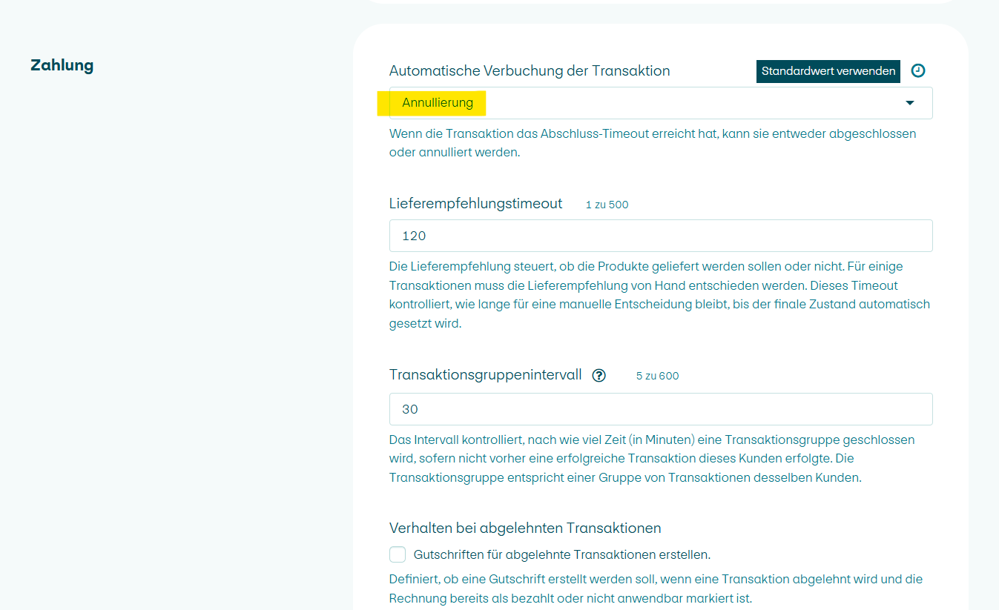 Zahlung
Automatische Verbuchung der Transaktion
Standardwert verwenden
Annullierung
Wenn die Transaktion das Abschluss-Timeout erreicht hat, kann sie entweder abgeschlossen
oder annulliert werden.
Lieferempfehlungstimeout 1 zu 500
120
Die Lieferempfehlung steuert, ob die Produkte geliefert werden sollen oder nicht. Für einige
Transaktionen muss die Lieferempfehlung von Hand entschieden werden. Dieses Timeout
kontrolliert, wie lange für eine manuelle Entscheidung bleibt, bis der finale Zustand automatisch
gesetzt wird.
Transaktionsgruppenintervall ? 5 zu 600
30
Das Intervall kontrolliert, nach wie viel Zeit (in Minuten) eine Transaktionsgruppe geschlossen
wird, sofern nicht vorher eine erfolgreiche Transaktion dieses Kunden erfolgte. Die
Transaktionsgruppe entspricht einer Gruppe von Transaktionen desselben Kunden.
Verhalten bei abgelehnten Transaktionen
Gutschriften für abgelehnte Transaktionen erstellen.
Definiert, ob eine Gutschrift erstellt werden soll, wenn eine Transaktion abgelehnt wird und die
Rechnung bereits als bezahlt oder nicht anwendbar markiert ist.